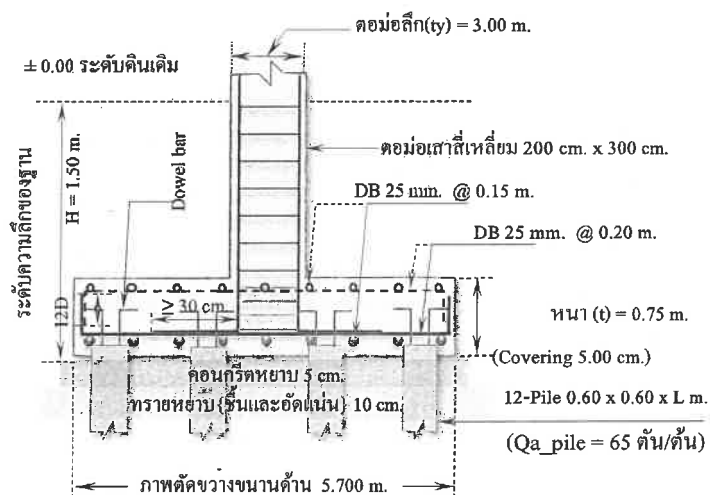 ตอม่อลึก(ty) = 3.00 m.
± 0.00 ระดับดินเดิม
ตอม่อเสาสี่เหลี่ยม 200 cm. x 300 cm.
ระดับความลึกของฐาน
H = 1.50 m.
Dowel bar
DB 25 mm. @ 0.15 m.
DB 25 mm. @ 0.20 m.
12D
≥ 30 cm.
หนา (t) = 0.75 m.
(Covering 5.00 cm.)
คอนกรีตหยาบ 5 cm.
ทรายหยาบ{ชื้นและอัดแน่น} 10 cm.
12-Pile 0.60 x 0.60 x L m.
(Qa_pile = 65 ตัน/ต้น)
ภาพตัดขวางขนานด้าน 5.700 m.